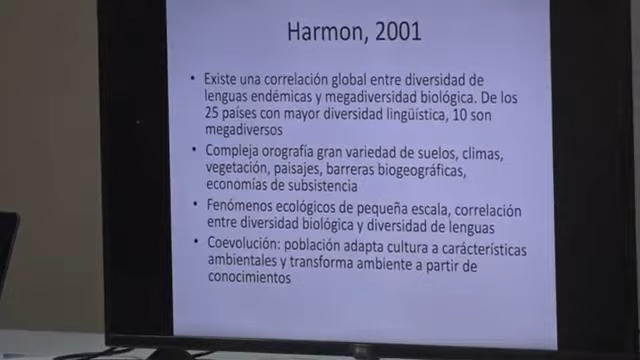 Harmon, 2001
• Existe una correlación global entre diversidad de
lenguas endémicas y megadiversidad biológica. De los
25 países con mayor diversidad lingüística, 10 son
megadiversos
• Compleja orografía gran variedad de suelos, climas,
vegetación, paisajes, barreras biogeográficas,
economías de subsistencia
• Fenómenos ecológicos de pequeña escala, correlación
entre diversidad biológica y diversidad de lenguas
• Coevolución: población adapta cultura a carácterísticas
ambientales y transforma ambiente a partir de
conocimientos